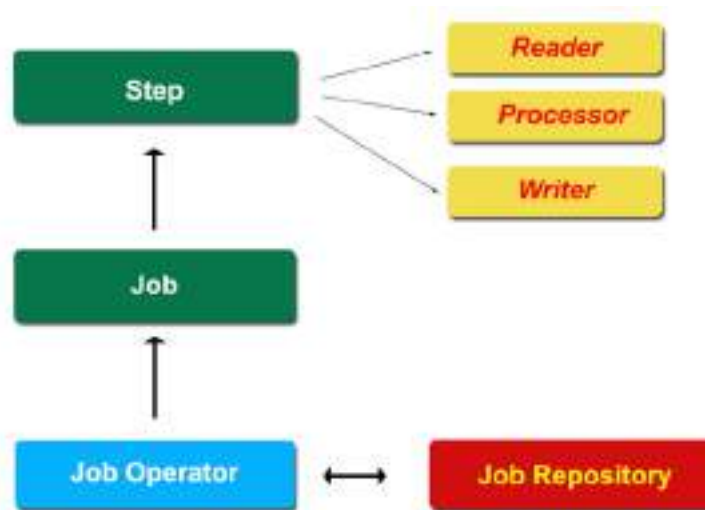 Step
Reader
Processor
Writer
Job
Job Operator
Job Repository